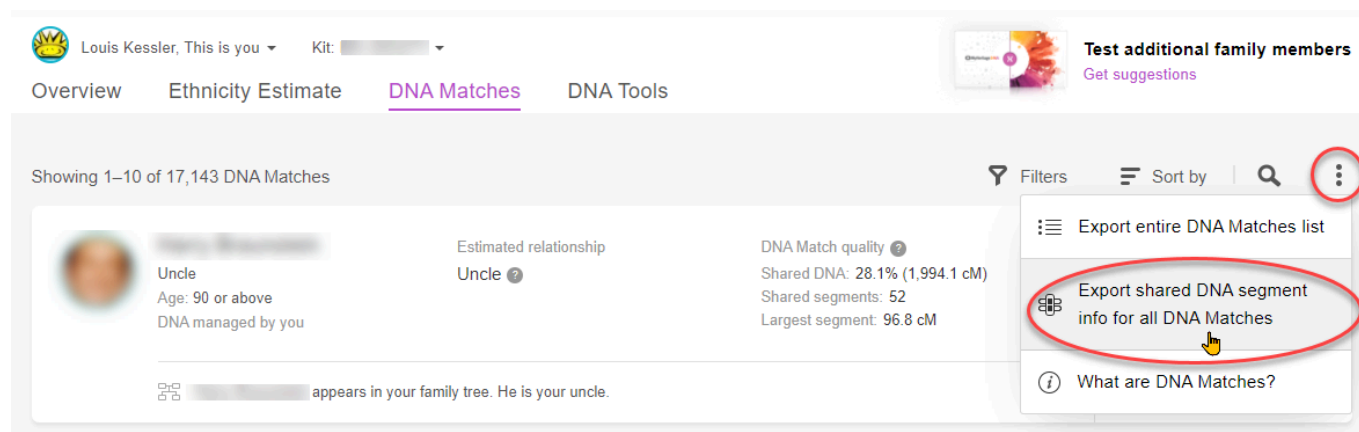 Louis Kessler, This is you
Kit:
Test additional family members
Get suggestions
Overview
Ethnicity Estimate
DNA Matches
DNA Tools
Showing 1–10 of 17,143 DNA Matches
Filters
Sort by
Export entire DNA Matches list
Export shared DNA segment
info for all DNA Matches
What are DNA Matches?
Uncle
Age: 90 or above
DNA managed by you
Estimated relationship
Uncle
DNA Match quality
Shared DNA: 28.1% (1,994.1 cM)
Shared segments: 52
Largest segment: 96.8 cM
appears in your family tree. He is your uncle.